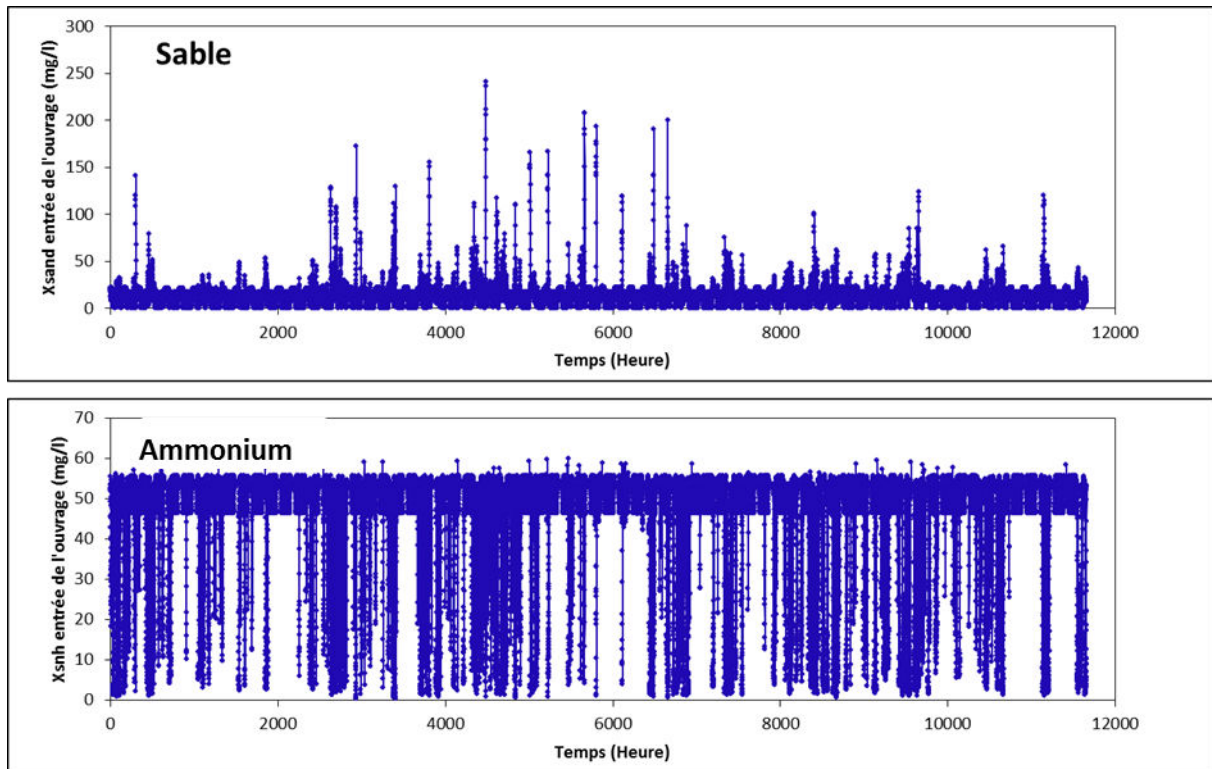 Sable
Xsand entrée de l'ouvrage (mg/l)
300
250
200
150
100
50
0
0 2000 4000 6000 8000 10000 12000
Temps (Heure)
Ammonium
Xsnh entrée de l'ouvrage (mg/l)
70
60
50
40
30
20
10
0
0 2000 4000 6000 8000 10000 12000
Temps (Heure)